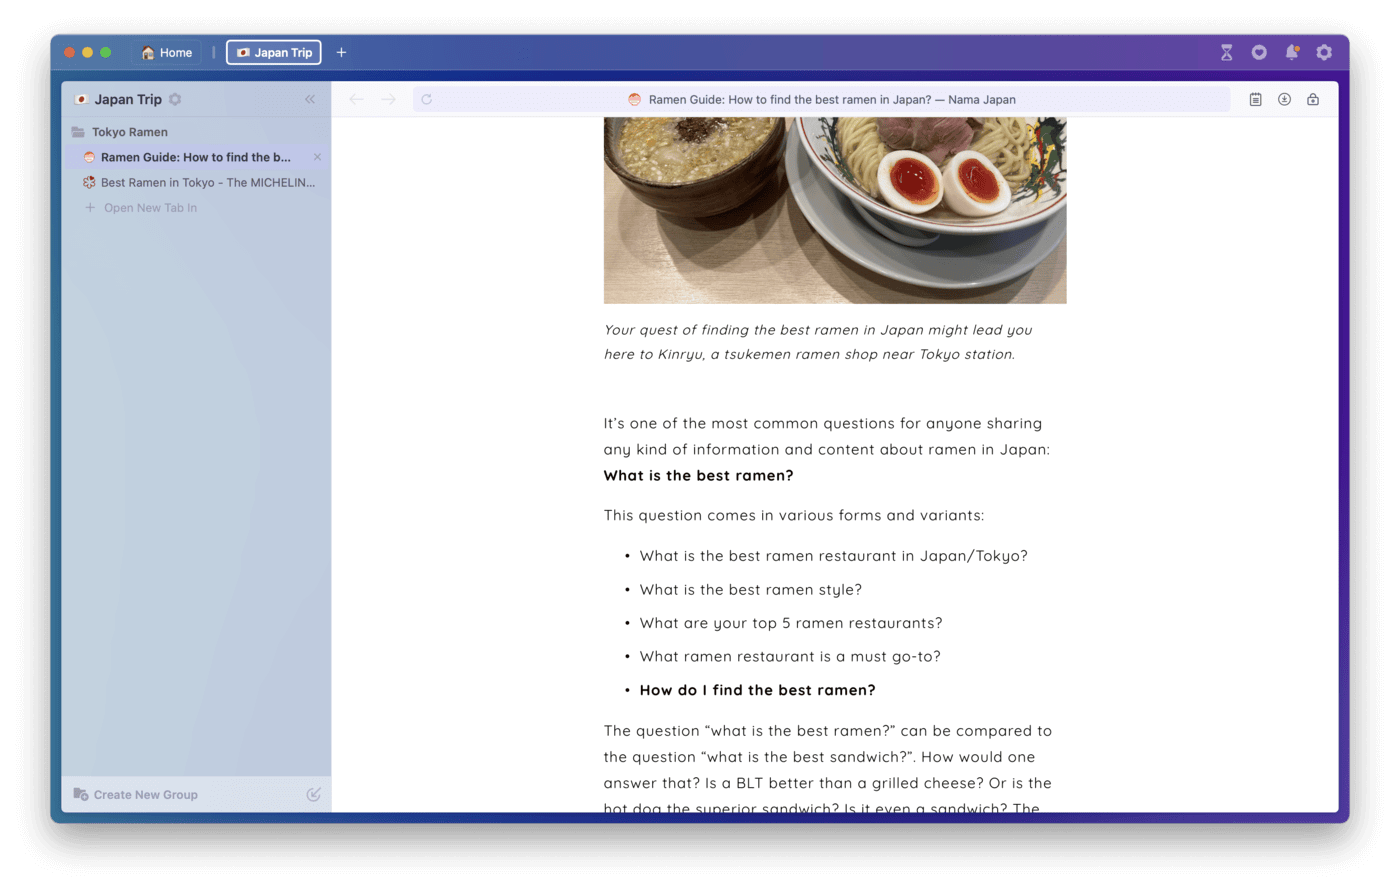 Home
Japan Trip
+
Japan Trip
Ramen Guide: How to find the best ramen in Japan? — Nama Japan
Tokyo Ramen
Ramen Guide: How to find the b...
Best Ramen in Tokyo - The MICHELIN...
+ Open New Tab In
Create New Group
Your quest of finding the best ramen in Japan might lead you
here to Kinryu, a tsukemen ramen shop near Tokyo station.
It’s one of the most common questions for anyone sharing
any kind of information and content about ramen in Japan:
What is the best ramen?
This question comes in various forms and variants:
• What is the best ramen restaurant in Japan/Tokyo?
• What is the best ramen style?
• What are your top 5 ramen restaurants?
• What ramen restaurant is a must go-to?
• How do I find the best ramen?
The question “what is the best ramen?” can be compared to
the question “what is the best sandwich?”. How would one
answer that? Is a BLT better than a grilled cheese? Or is the
hot dog the superior sandwich? Is it even a sandwich? The